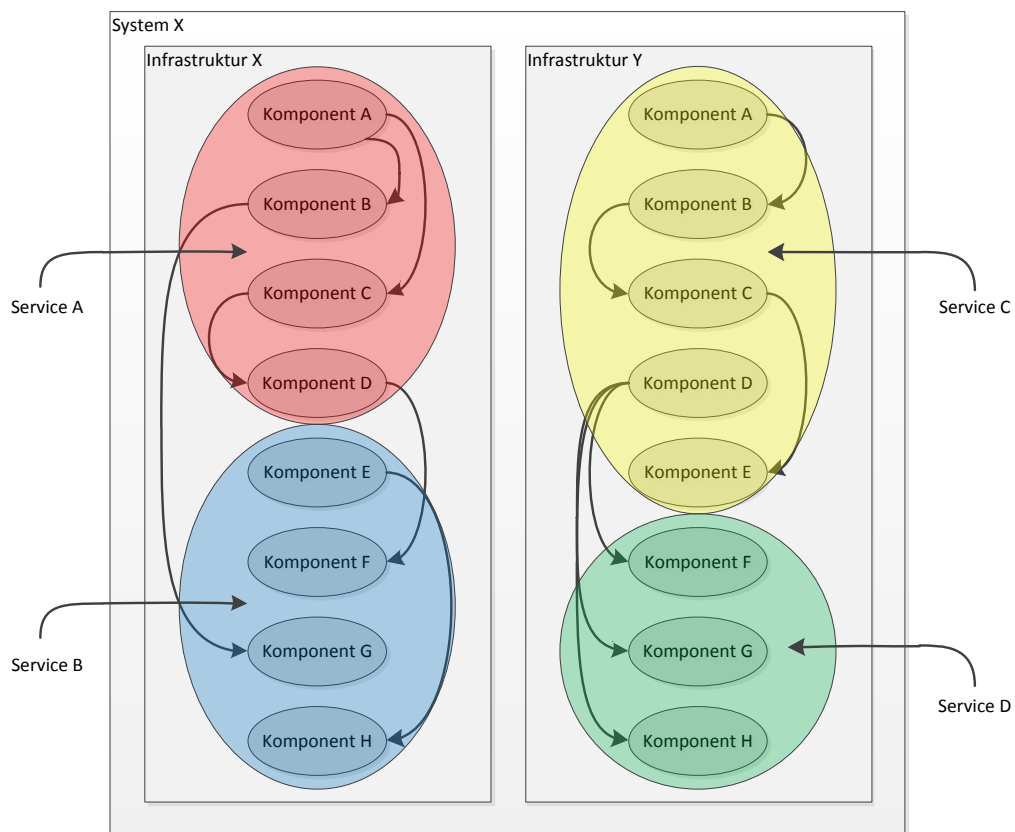 System X
Infrastruktur X
Komponent A
Komponent B
Komponent C
Komponent D
Komponent E
Komponent F
Komponent G
Komponent H
Infrastruktur Y
Komponent A
Komponent B
Komponent C
Komponent D
Komponent E
Komponent F
Komponent G
Komponent H
Service A
Service B
Service C
Service D